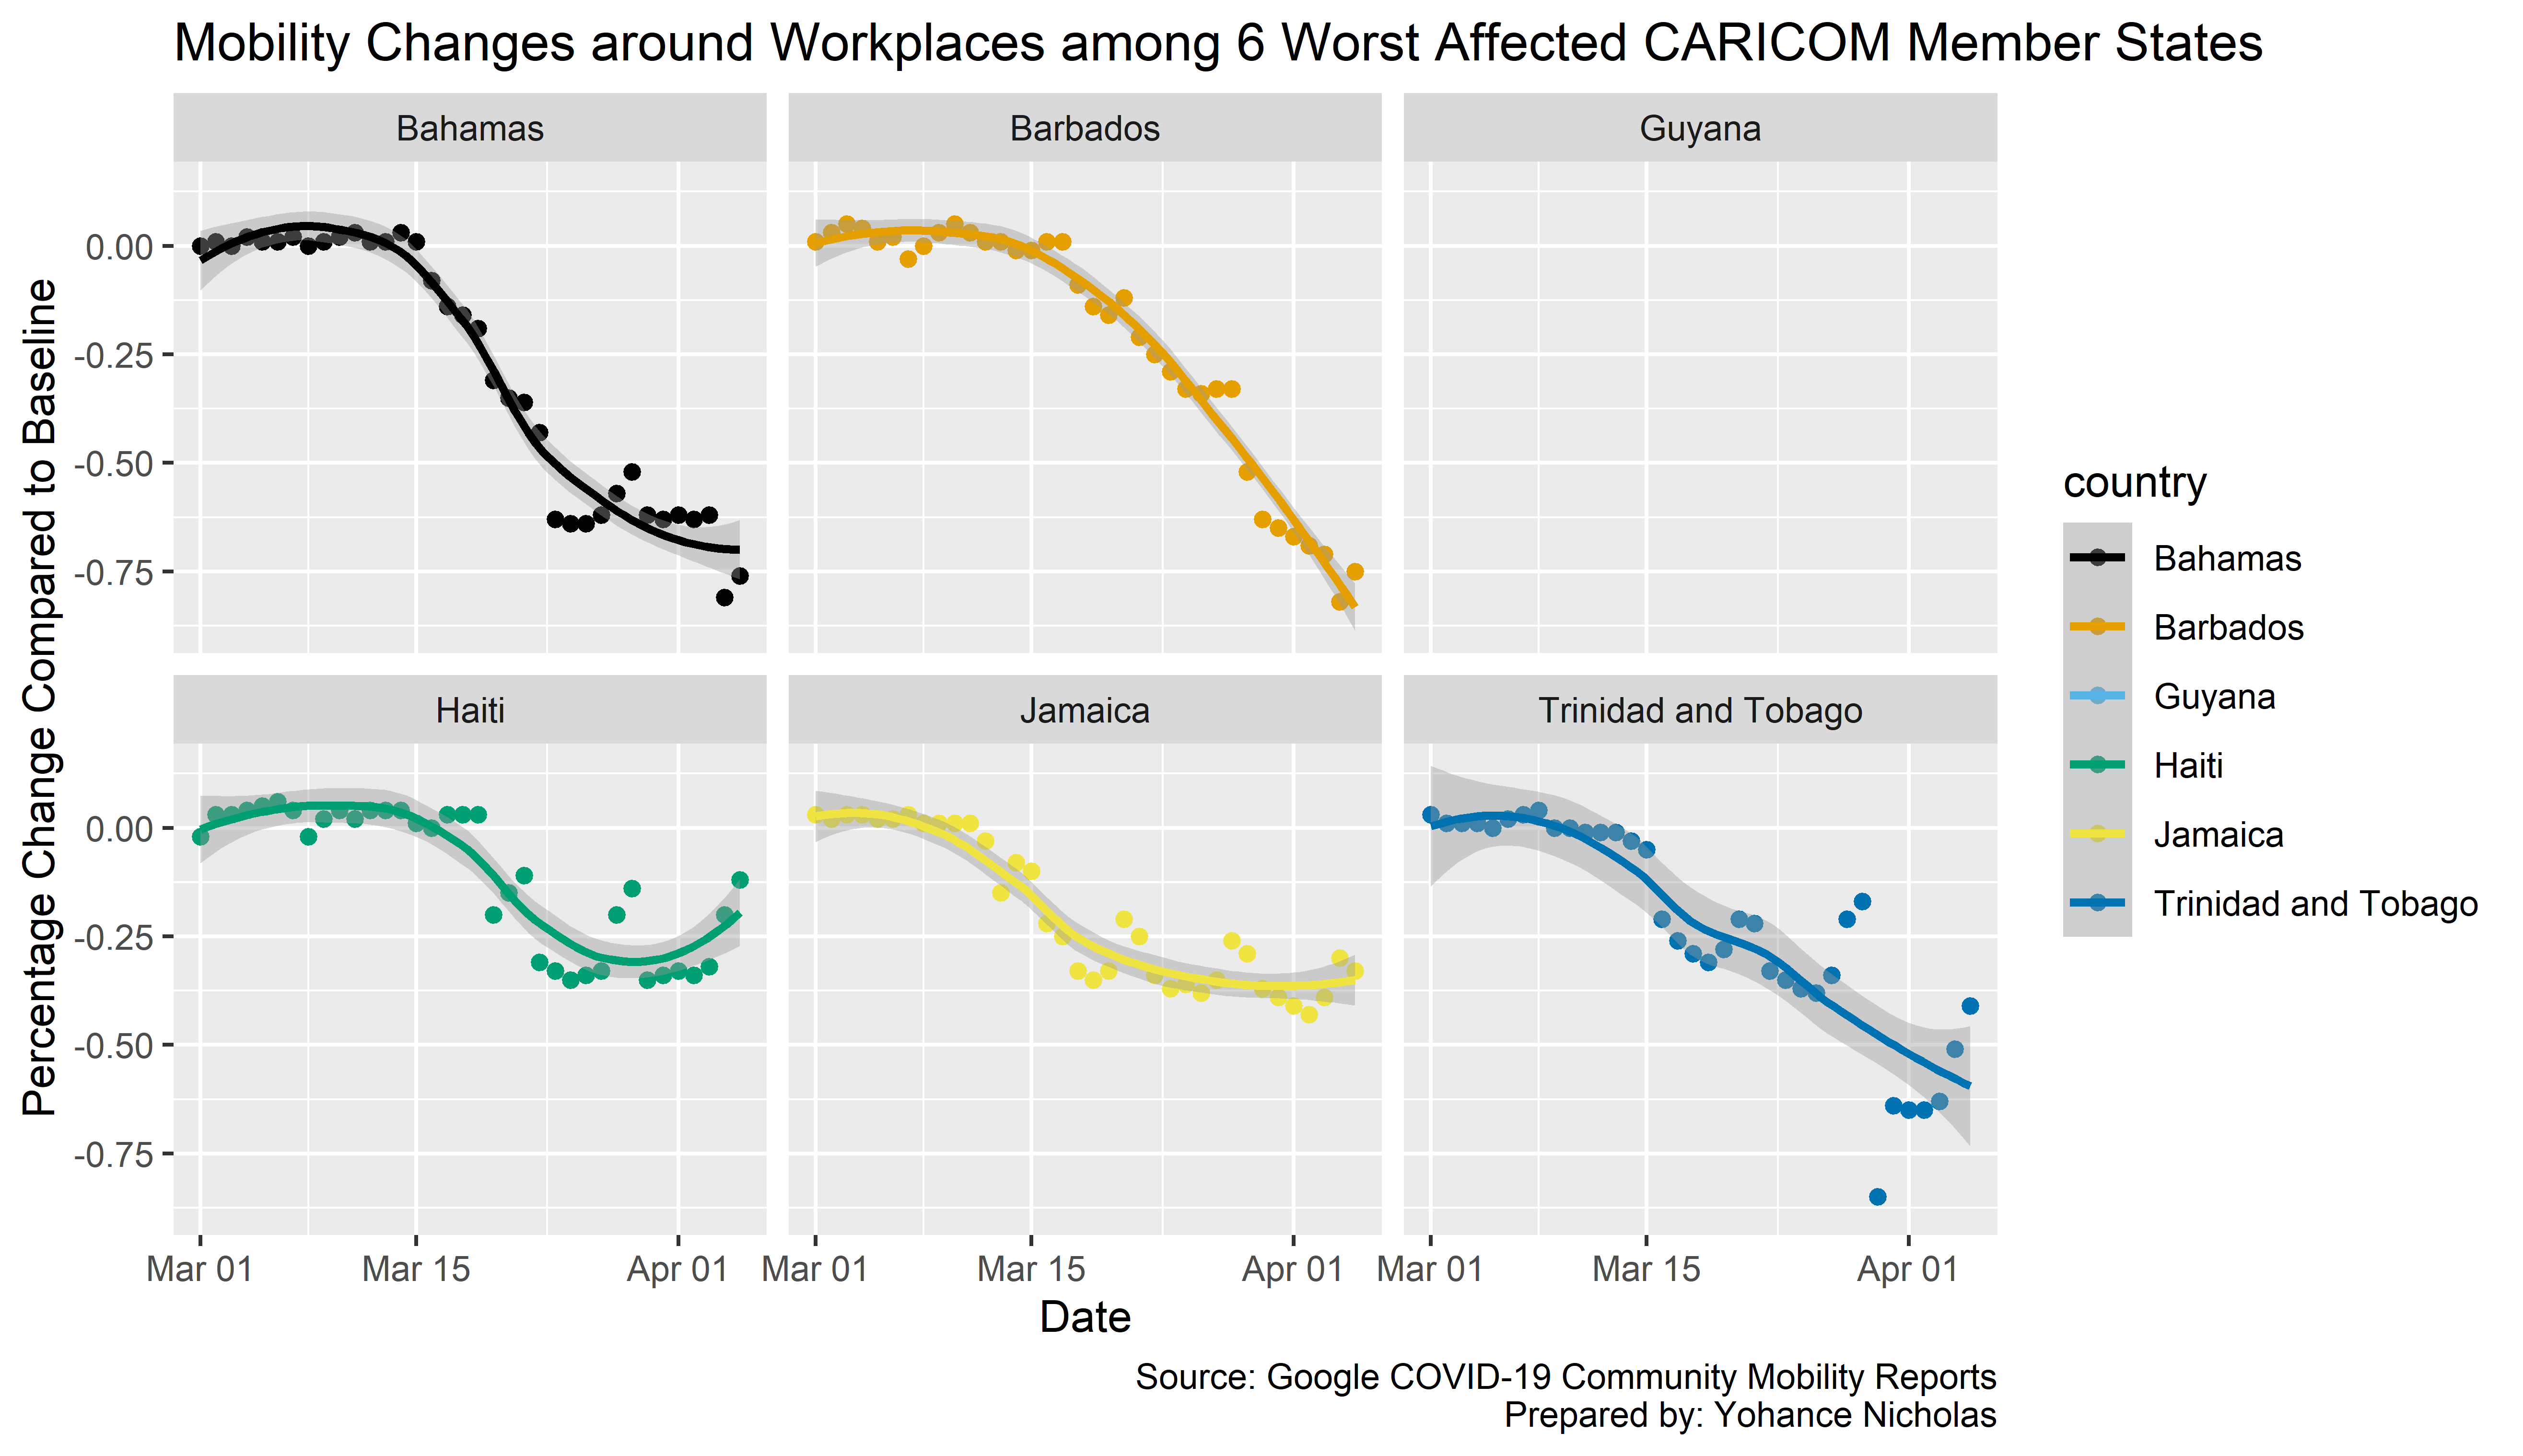 Mobility Changes around Workplaces among 6 Worst Affected CARICOM Member States
Bahamas
Barbados
Guyana
0.00
-0.25
-0.50
-0.75
Haiti
Jamaica
Trinidad and Tobago
0.00
-0.25
-0.50
-0.75
Mar 01
Mar 15
Apr 01
Mar 01
Mar 15
Apr 01
Mar 01
Mar 15
Apr 01
Percentage Change Compared to Baseline
Date
country
Bahamas
Barbados
Guyana
Haiti
Jamaica
Trinidad and Tobago
Source: Google COVID-19 Community Mobility Reports
Prepared by: Yohance Nicholas